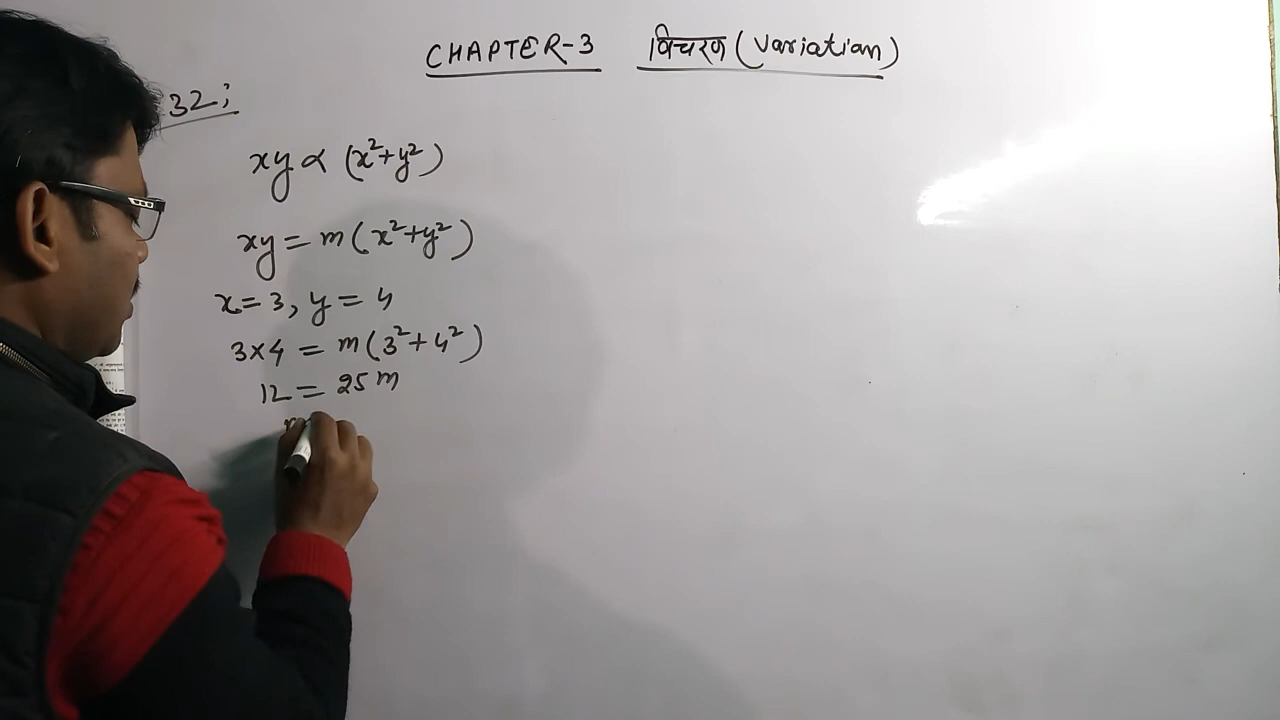 CHAPTER-3 विचरण (Variation)
32;
xy ∝ (x²+y²)
xy = m(x²+y²)
x=3, y=4
3×4 = m(3²+4²)
12 = 25m